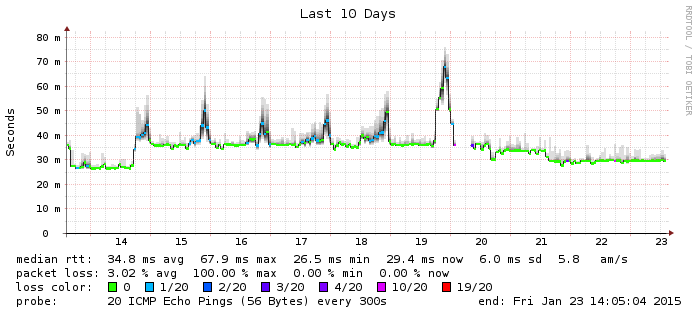 Last 10 Days
RRDTOOL / TOBI OETIKER
Seconds
80 m
70 m
60 m
50 m
40 m
30 m
20 m
10 m
0
14 15 16 17 18 19 20 21 22 23
median rtt: 34.8 ms avg 67.9 ms max 26.5 ms min 29.4 ms now 6.0 ms sd 5.8 am/s
packet loss: 3.02 % avg 100.00 % max 0.00 % min 0.00 % now
loss color: 0 1/20 2/20 3/20 4/20 10/20 19/20
probe: 20 ICMP Echo Pings (56 Bytes) every 300s end: Fri Jan 23 14:05:04 2015